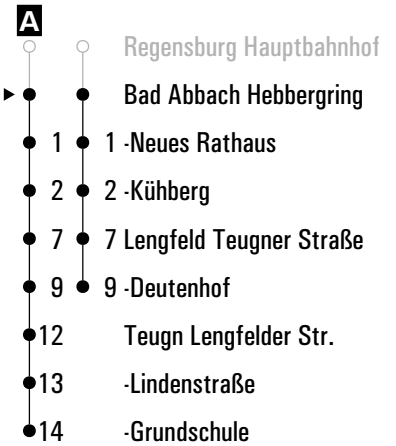 A
Regensburg Hauptbahnhof
Bad Abbach Hebbergring
1 1 -Neues Rathaus
2 2 -Kühberg
7 7 Lengfeld Teugner Straße
9 9 -Deutenhof
12 Teugn Lengfelder Str.
13 -Lindenstraße
14 -Grundschule